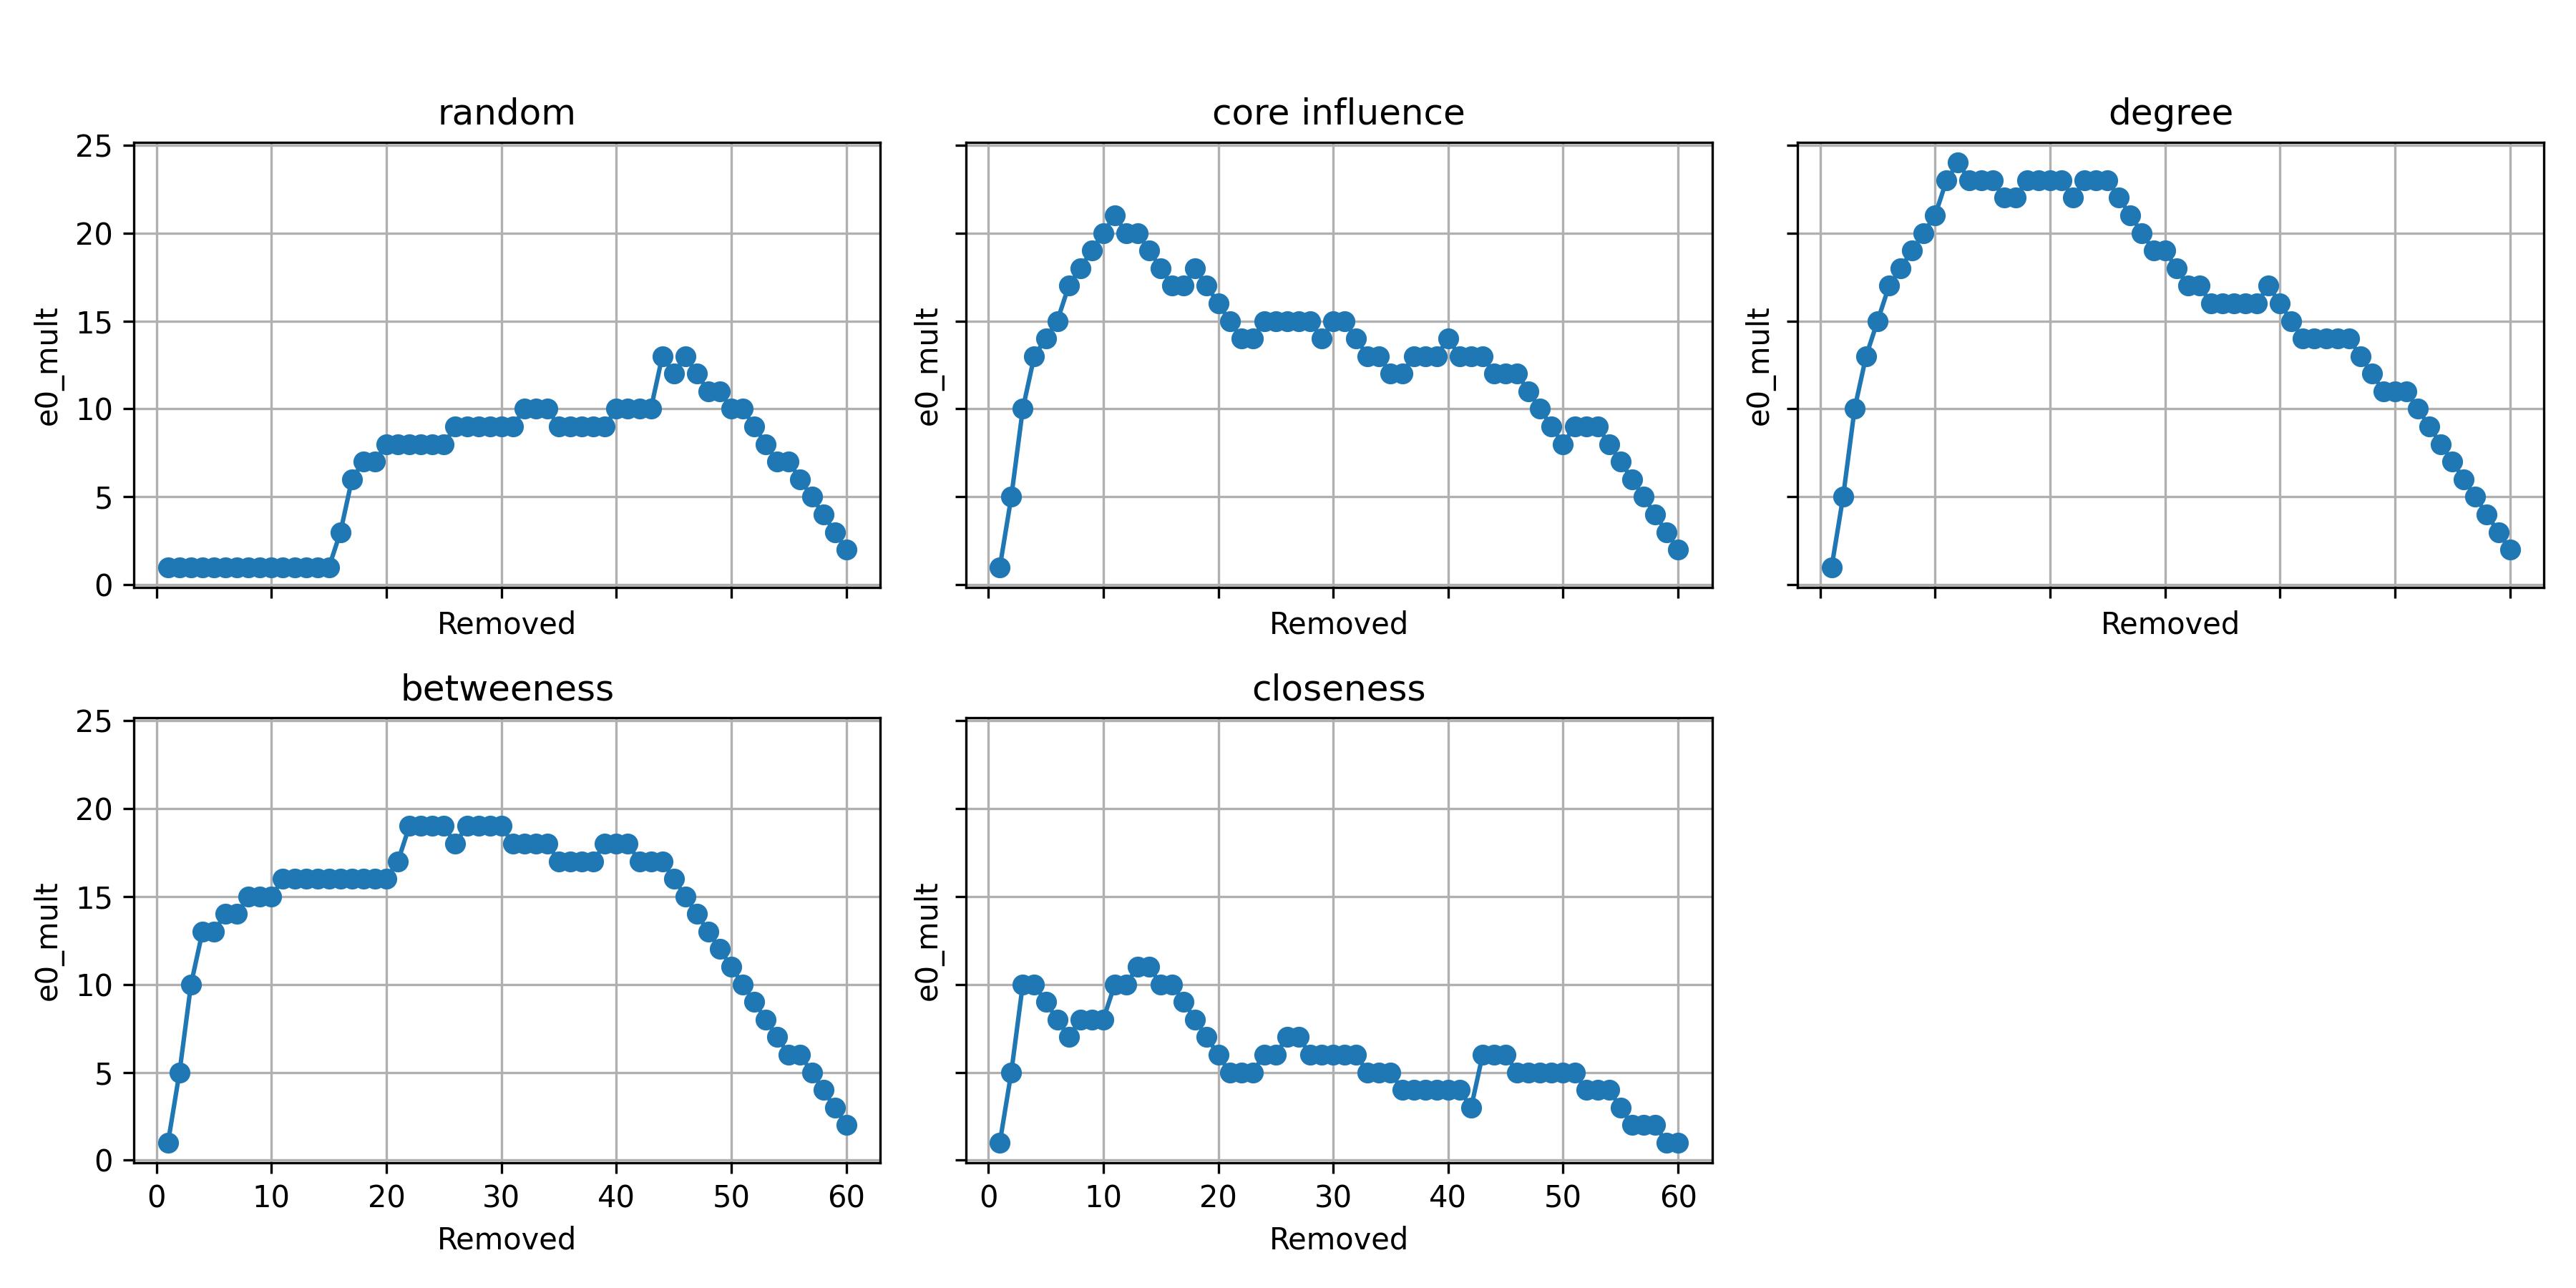 random
core influence
degree
25
20
15
10
5
0
e0_mult
e0_mult
e0_mult
Removed
Removed
Removed
betweeness
closeness
25
20
15
10
5
0
e0_mult
e0_mult
0 10 20 30 40 50 60
0 10 20 30 40 50 60
Removed
Removed